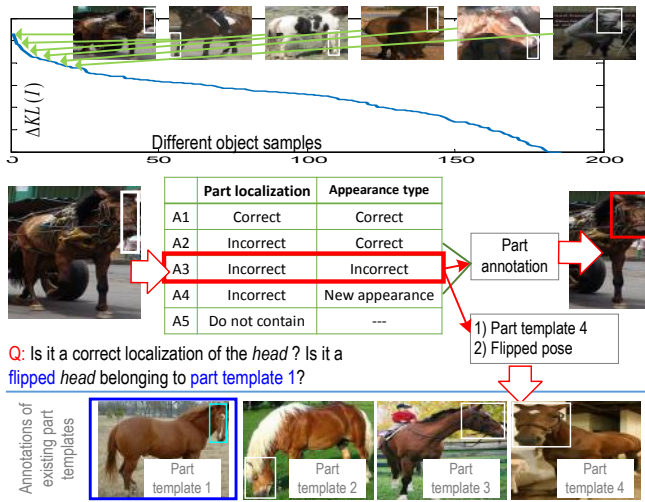 ΔKL(I)
Different object samples
0 50 100 150 200
Part localization Appearance type
A1 Correct Correct
A2 Incorrect Correct
A3 Incorrect Incorrect
A4 Incorrect New appearance
A5 Do not contain ---
Part
annotation
1) Part template 4
2) Flipped pose
Q: Is it a correct localization of the head ? Is it a
flipped head belonging to part template 1?
Annotations of
existing part
templates
Part
template 1
Part
template 2
Part
template 3
Part
template 4